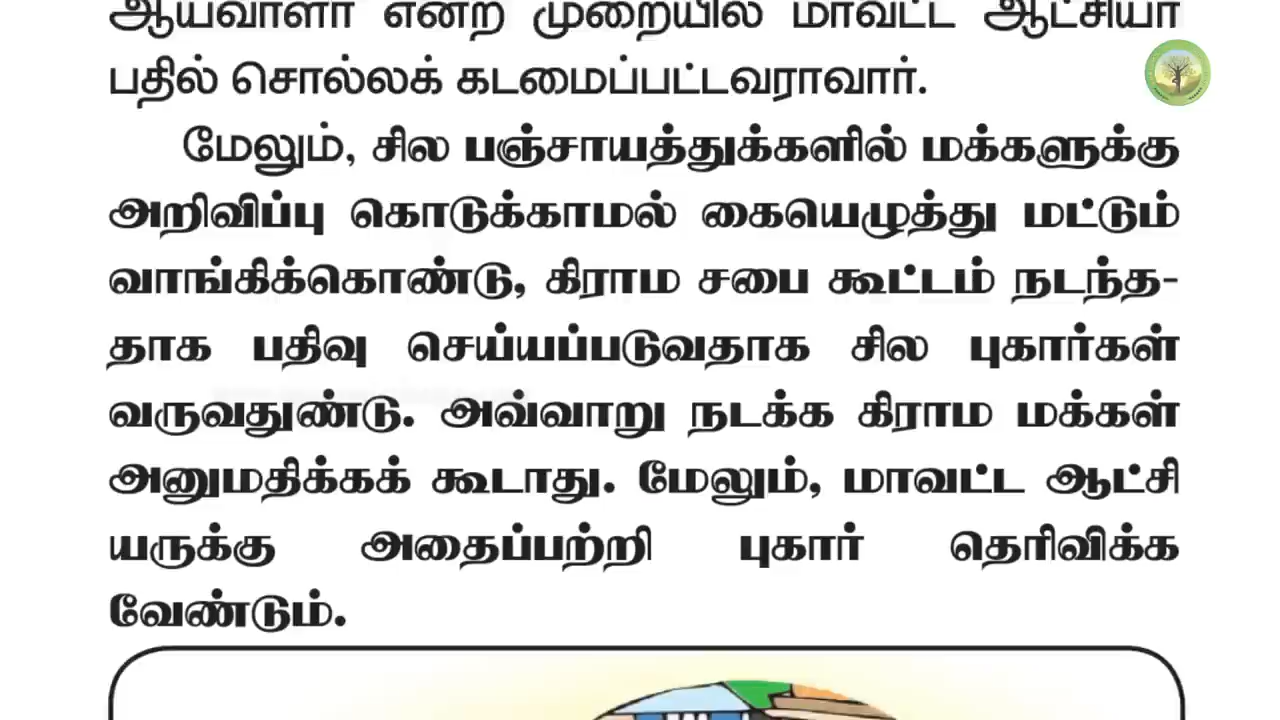 ஆய்வாளர் என்ற முறையில் மாவட்ட ஆட்சியர்
பதில் சொல்லக் கடமைப்பட்டவராவார்.
மேலும், சில பஞ்சாயத்துக்களில் மக்களுக்கு
அறிவிப்பு கொடுக்காமல் கையெழுத்து மட்டும்
வாங்கிக்கொண்டு, கிராம சபை கூட்டம் நடந்த-
தாக பதிவு செய்யப்படுவதாக சில புகார்கள்
வருவதுண்டு. அவ்வாறு நடக்க கிராம மக்கள்
அனுமதிக்கக் கூடாது. மேலும், மாவட்ட ஆட்சி
யருக்கு அதைப்பற்றி புகார் தெரிவிக்க
வேண்டும்.